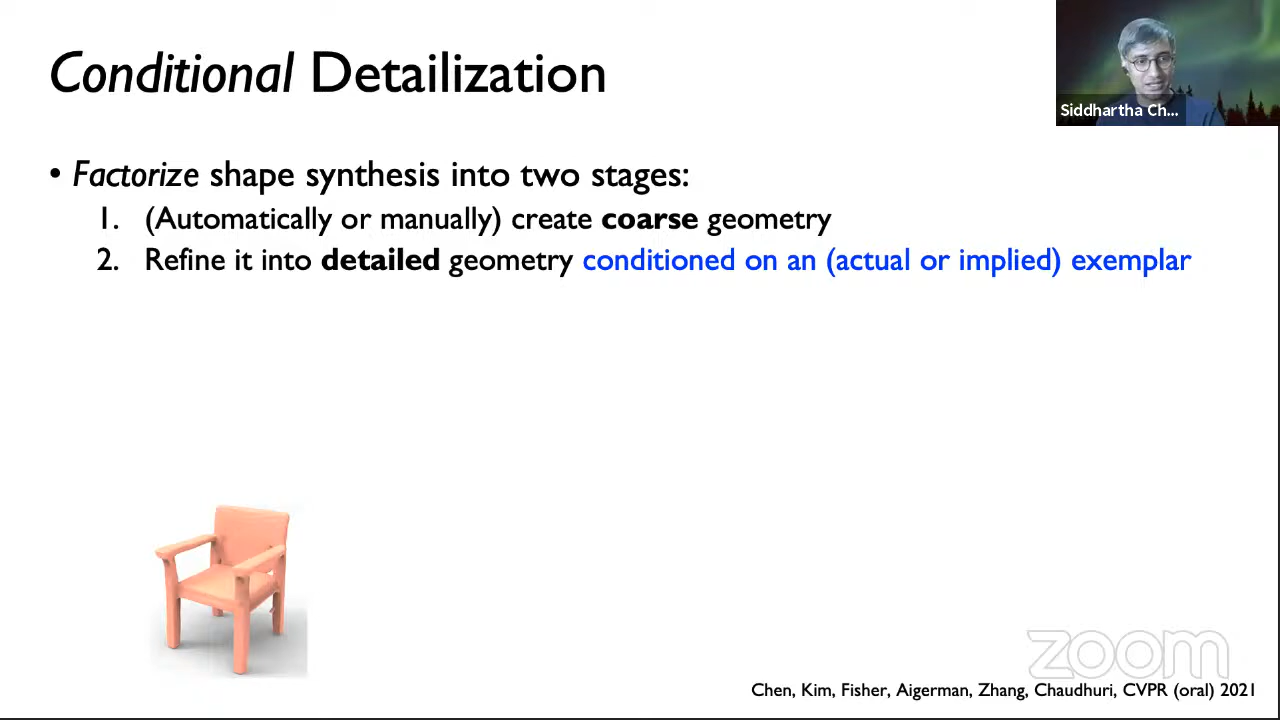 Conditional Detailization
Siddhartha Ch...
• Factorize shape synthesis into two stages:
1. (Automatically or manually) create coarse geometry
2. Refine it into detailed geometry conditioned on an (actual or implied) exemplar
zoom
Chen, Kim, Fisher, Aigerman, Zhang, Chaudhuri, CVPR (oral) 2021